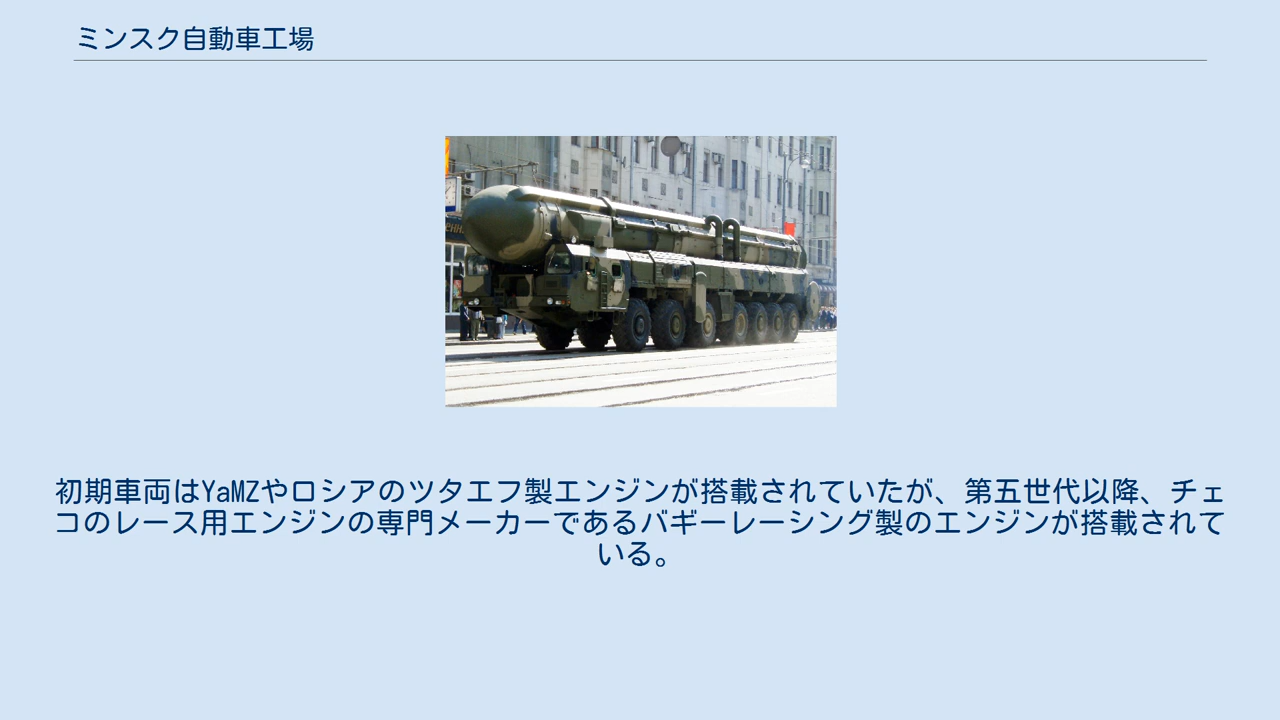 ミンスク自動車工場
初期車両はYaMZやロシアのツタエフ製エンジンが搭載されていたが、第五世代以降、チェ
コのレース用エンジンの専門メーカーであるバギーレーシング製のエンジンが搭載されて
いる。